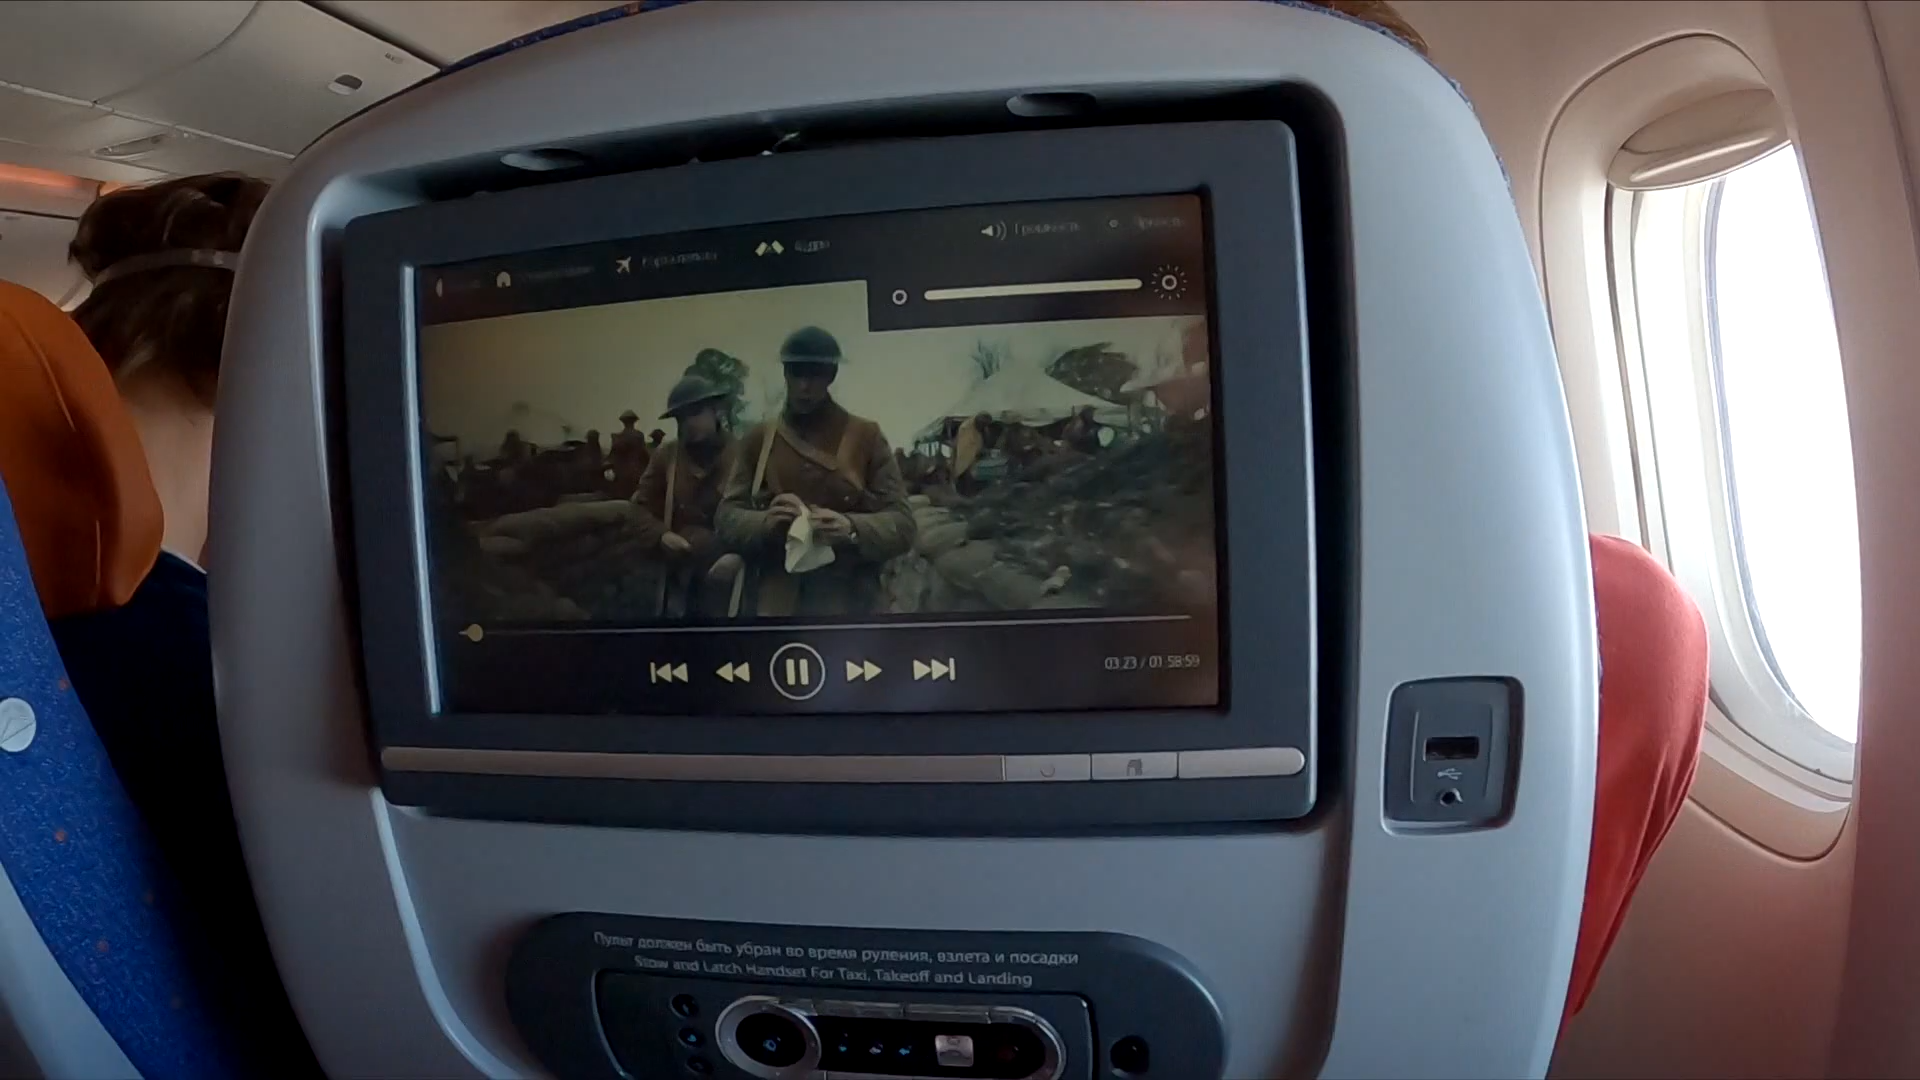 Громкость
03:23 / 01:58:59
Пульт должен быть убран во время руления, взлета и посадки
Stow and Latch Handset For Taxi, Takeoff and Landing